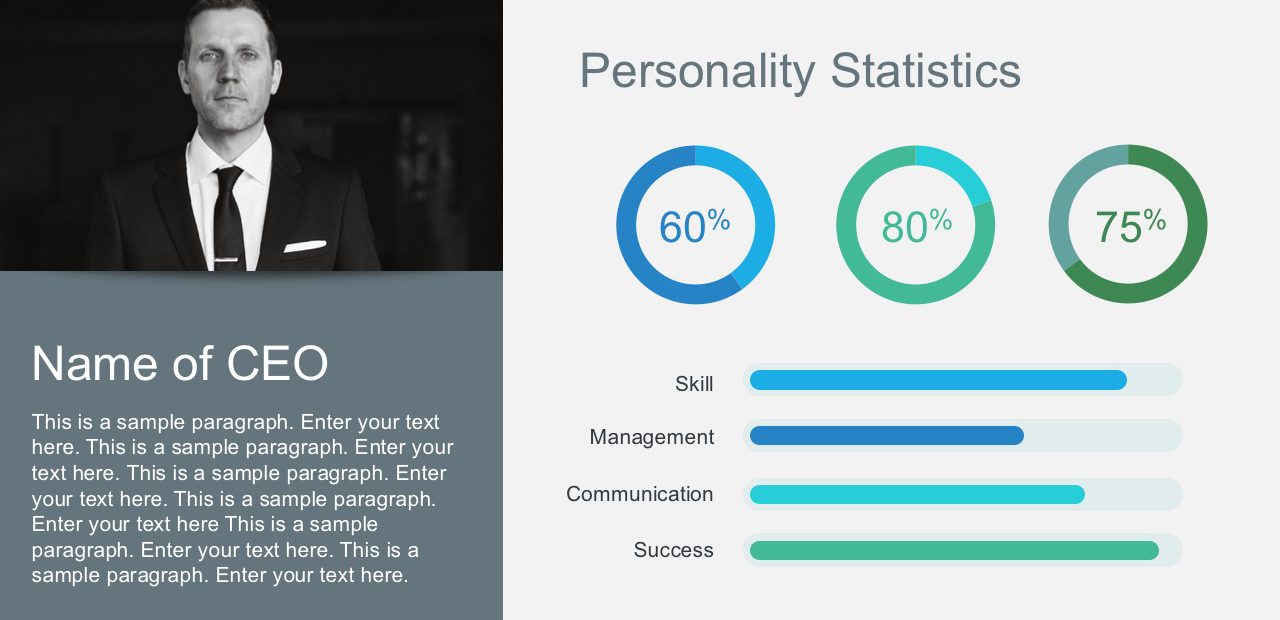 Name of CEO
This is a sample paragraph. Enter your text
here. This is a sample paragraph. Enter your
text here. This is a sample paragraph. Enter
your text here. This is a sample paragraph.
Enter your text here This is a sample
paragraph. Enter your text here. This is a
sample paragraph. Enter your text here.
Personality Statistics
60%
80%
75%
Skill
Management
Communication
Success